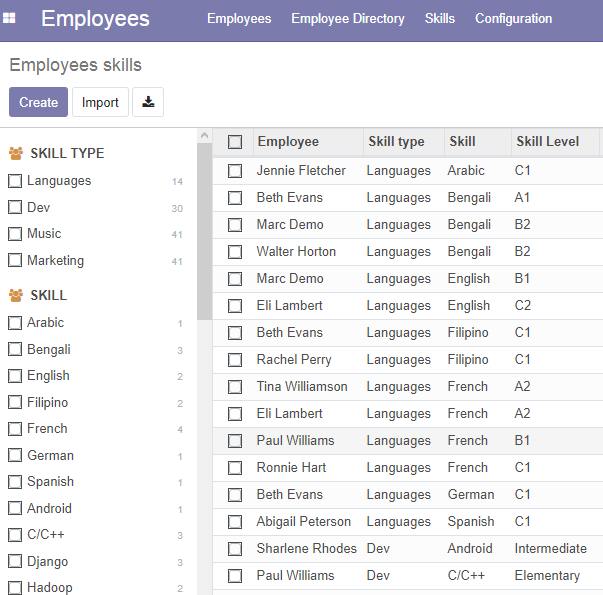 Employees Employees Employee Directory Skills Configuration
Employees skills
Create Import
SKILL TYPE
Languages 14
Dev 30
Music 41
Marketing 41
SKILL
Arabic 1
Bengali 3
English 2
Filipino 2
French 4
German 1
Spanish 1
Android 1
C/C++ 3
Django 3
Hadoop 2
Employee Skill type Skill Skill Level
Jennie Fletcher Languages Arabic C1
Beth Evans Languages Bengali A1
Marc Demo Languages Bengali B2
Walter Horton Languages Bengali B2
Marc Demo Languages English B1
Eli Lambert Languages English C2
Beth Evans Languages Filipino C1
Rachel Perry Languages Filipino C1
Tina Williamson Languages French A2
Eli Lambert Languages French A2
Paul Williams Languages French B1
Ronnie Hart Languages French C1
Beth Evans Languages German C1
Abigail Peterson Languages Spanish C1
Sharlene Rhodes Dev Android Intermediate
Paul Williams Dev C/C++ Elementary